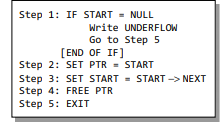 Step 1: IF START = NULL
Write UNDERFLOW
Go to Step 5
[END OF IF]
Step 2: SET PTR = START
Step 3: SET START = START —> NEXT
Step 4: FREE PTR
Step 5: EXIT